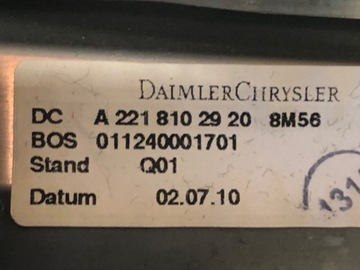 DAIMLERCHRYSLER
DC A 221 810 29 20 8M56
BOS 011240001701
Stand Q01
Datum 02.07.10